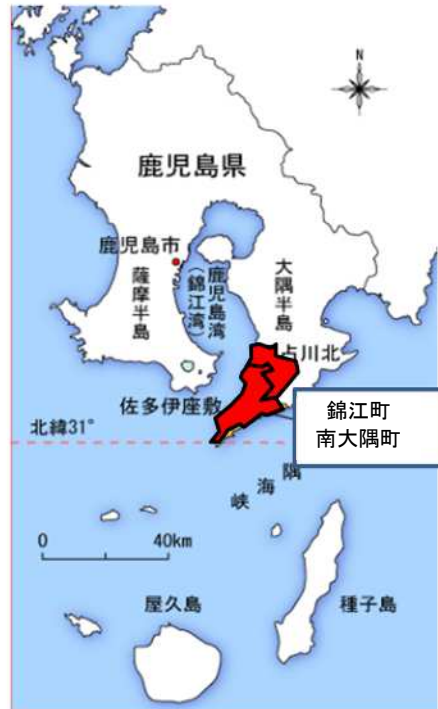 N
鹿児島県
鹿児島市
鹿児島湾
(錦江湾)
薩摩半島
大隅半島
占川北
佐多伊座敷
錦江町
南大隅町
北緯31°
隅
海
峡
0
40km
屋久島
種子島